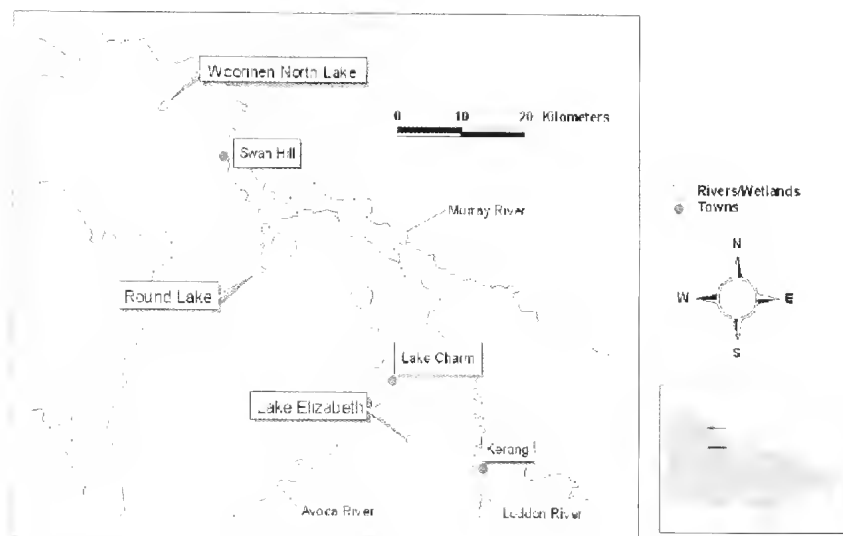 Woorinen North Lake
0 10 20 Kilometers
Swan Hill
Rivers/Wetlands
Towns
Murray River
N
W E
S
Round Lake
Lake Charm
Lake Elizabeth
Kerang
Avoca River
Loddon River